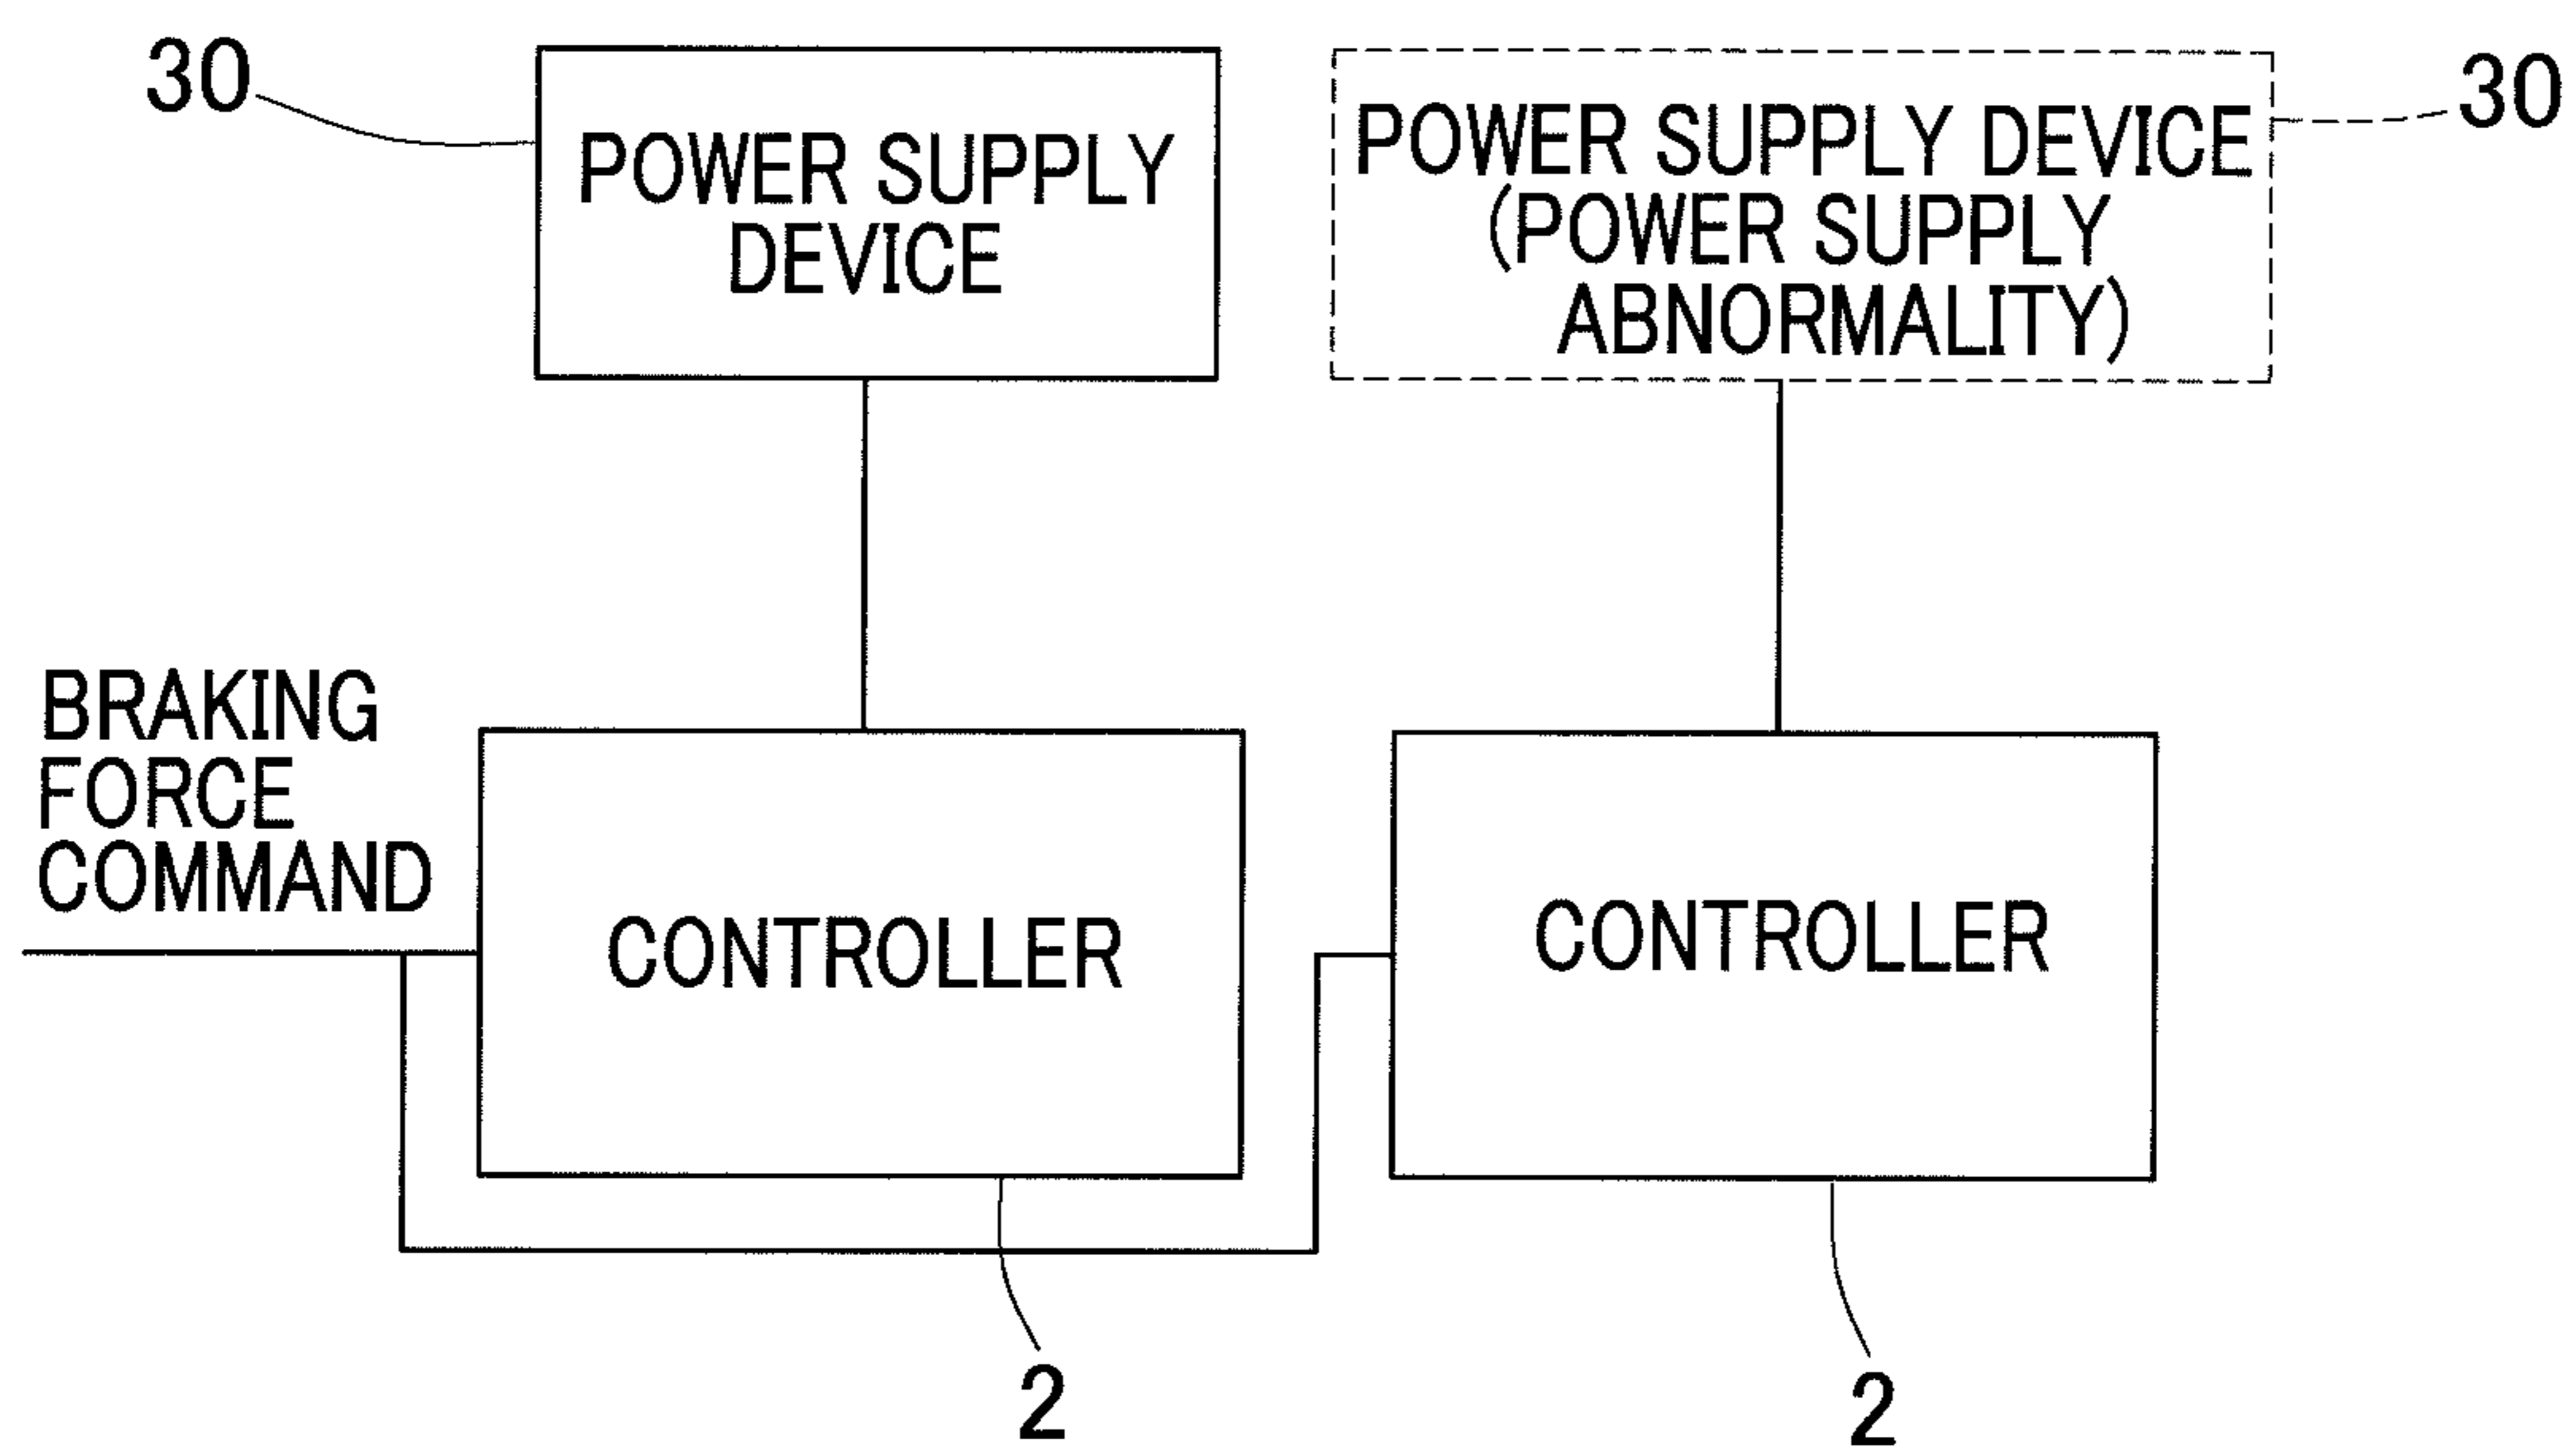 30
POWER SUPPLY
DEVICE
POWER SUPPLY DEVICE
(POWER SUPPLY
ABNORMALITY)
30
BRAKING
FORCE
COMMAND
CONTROLLER
CONTROLLER
2
2